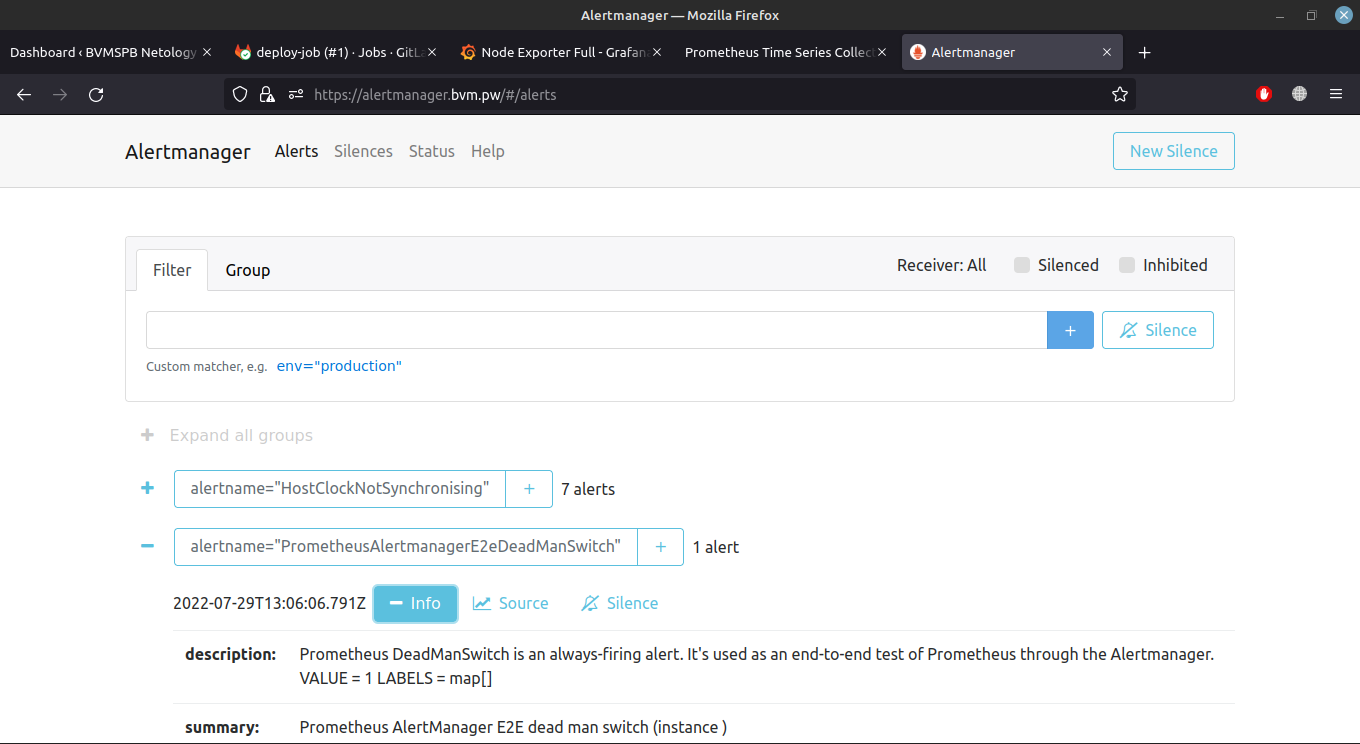 Alertmanager — Mozilla Firefox
Dashboard ‹ BVMSPB Netology
deploy-job (#1) · Jobs · GitLa
Node Exporter Full - Grafana
Prometheus Time Series Collect
Alertmanager
https://alertmanager.bvm.pw/#/alerts
Alertmanager Alerts Silences Status Help New Silence
Filter Group Receiver: All Silenced Inhibited
+ Silence
Custom matcher, e.g. env="production"
+ Expand all groups
+ alertname="HostClockNotSynchronising" + 7 alerts
− alertname="PrometheusAlertmanagerE2eDeadManSwitch" + 1 alert
2022-07-29T13:06:06.791Z − Info Source Silence
description: Prometheus DeadManSwitch is an always-firing alert. It's used as an end-to-end test of Prometheus through the Alertmanager.
VALUE = 1 LABELS = map[]
summary: Prometheus AlertManager E2E dead man switch (instance )